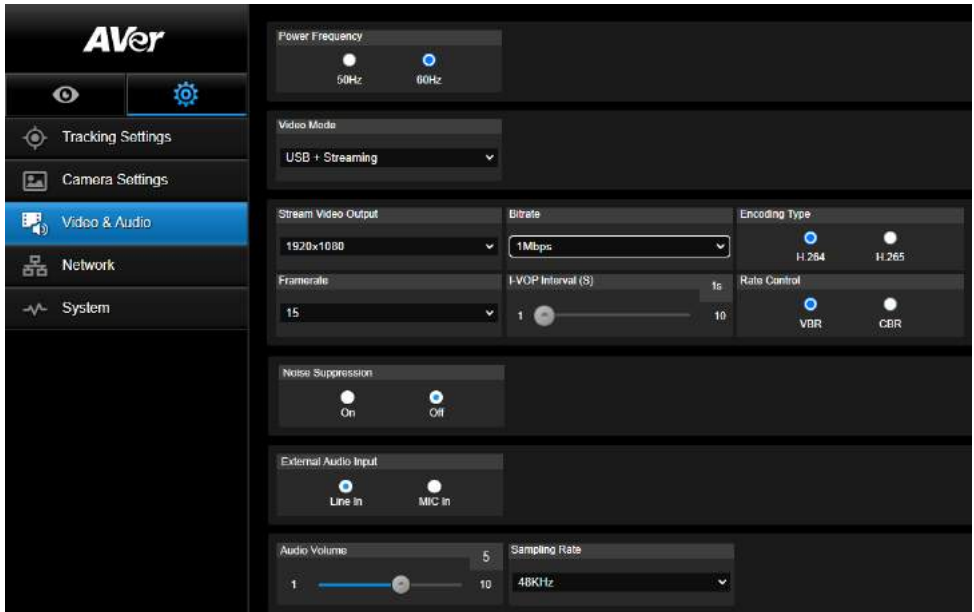 AVer
Tracking Settings
Camera Settings
Video & Audio
Network
System
Power Frequency
50Hz
60Hz
Video Mode
USB + Streaming
Stream Video Output
Bitrate
Encoding Type
1920x1080
1Mbps
H.264
H.265
Framerate
I-VOP Interval (S)
1s
Rate Control
15
1
10
VBR
CBR
Noise Suppression
On
Off
External Audio Input
Line In
MIC In
Audio Volume
5
Sampling Rate
1
10
48KHz